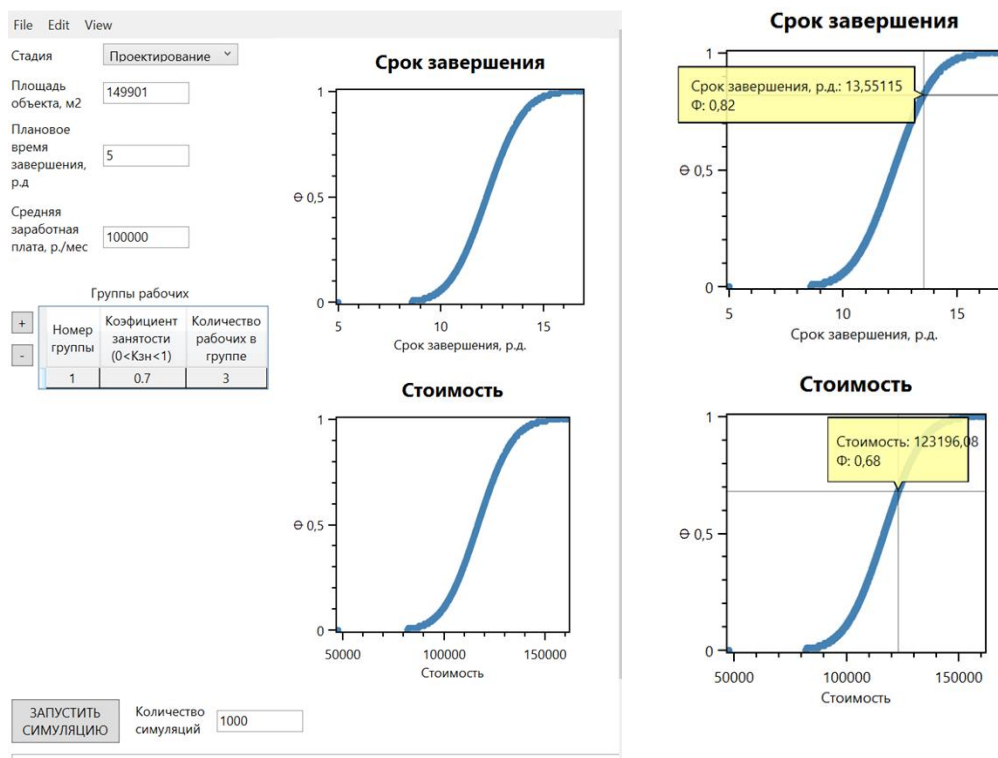 File Edit View
Стадия
Проектирование
Площадь
объекта, м2
149901
Плановое
время
завершения,
р.д
5
Средняя
заработная
плата, р./мес
100000
Группы рабочих
+
-
Номер
группы
Коэфициент
занятости
(0<Кзн<1)
Количество
рабочих в
группе
1 0.7 3
Срок завершения
1
Ф 0,5
0
5 10 15
Срок завершения, р.д.
Стоимость
1
Ф 0,5
0
50000 100000 150000
Стоимость
ЗАПУСТИТЬ
СИМУЛЯЦИЮ
Количество
симуляций
1000
Срок завершения
1
Срок завершения, р.д.: 13,55115
Ф: 0,82
Ф 0,5
0
5 10 15
Срок завершения, р.д.
Стоимость
1
Стоимость: 123196,08
Ф: 0,68
Ф 0,5
0
50000 100000 150000
Стоимость